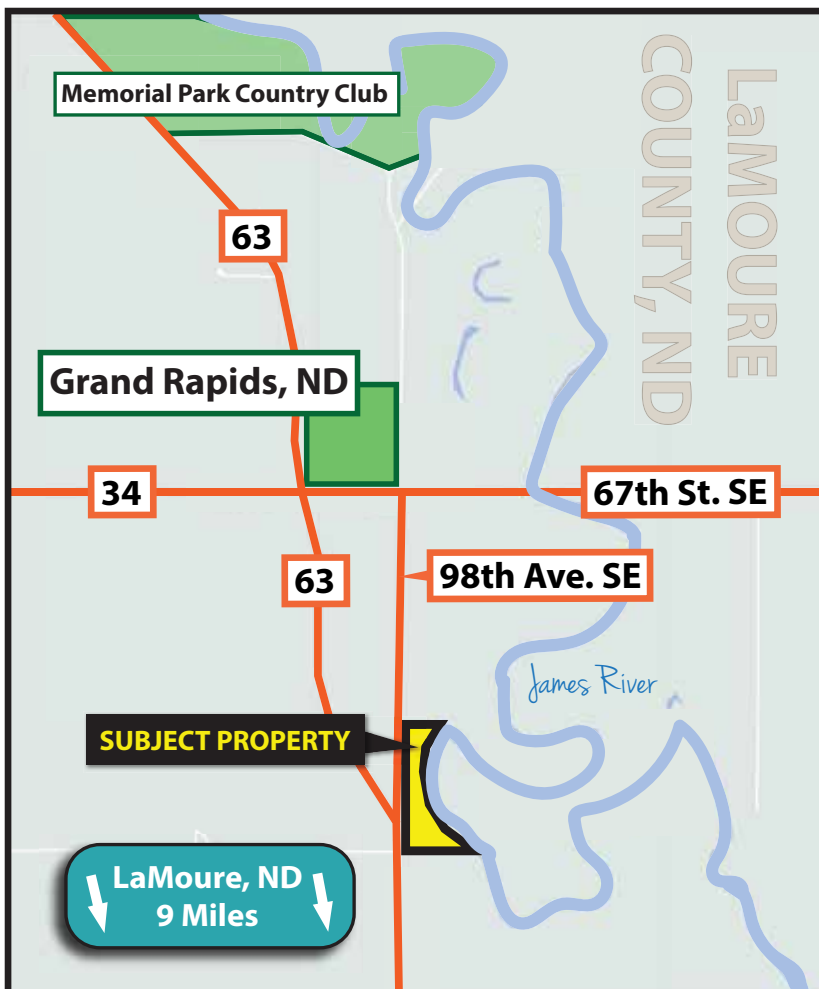 Memorial Park Country Club
LaMOURE
COUNTY, ND
63
Grand Rapids, ND
34
67th St. SE
63
98th Ave. SE
James River
SUBJECT PROPERTY
LaMoure, ND
9 Miles